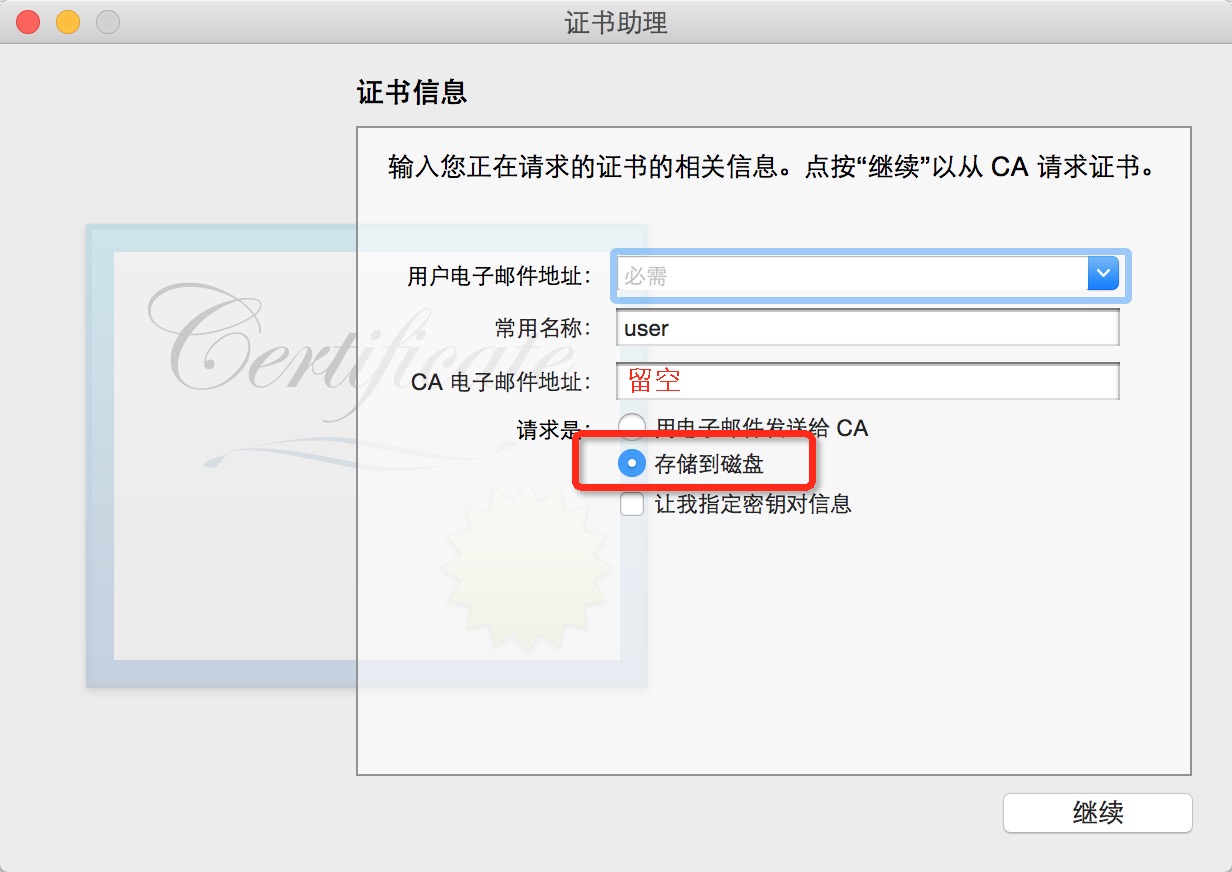 证书助理
证书信息
输入您正在请求的证书的相关信息。点按“继续”以从 CA 请求证书。
Certificate
用户电子邮件地址： 必需
常用名称： user
CA 电子邮件地址： 留空
请求是： 用电子邮件发送给 CA
存储到磁盘
让我指定密钥对信息
继续